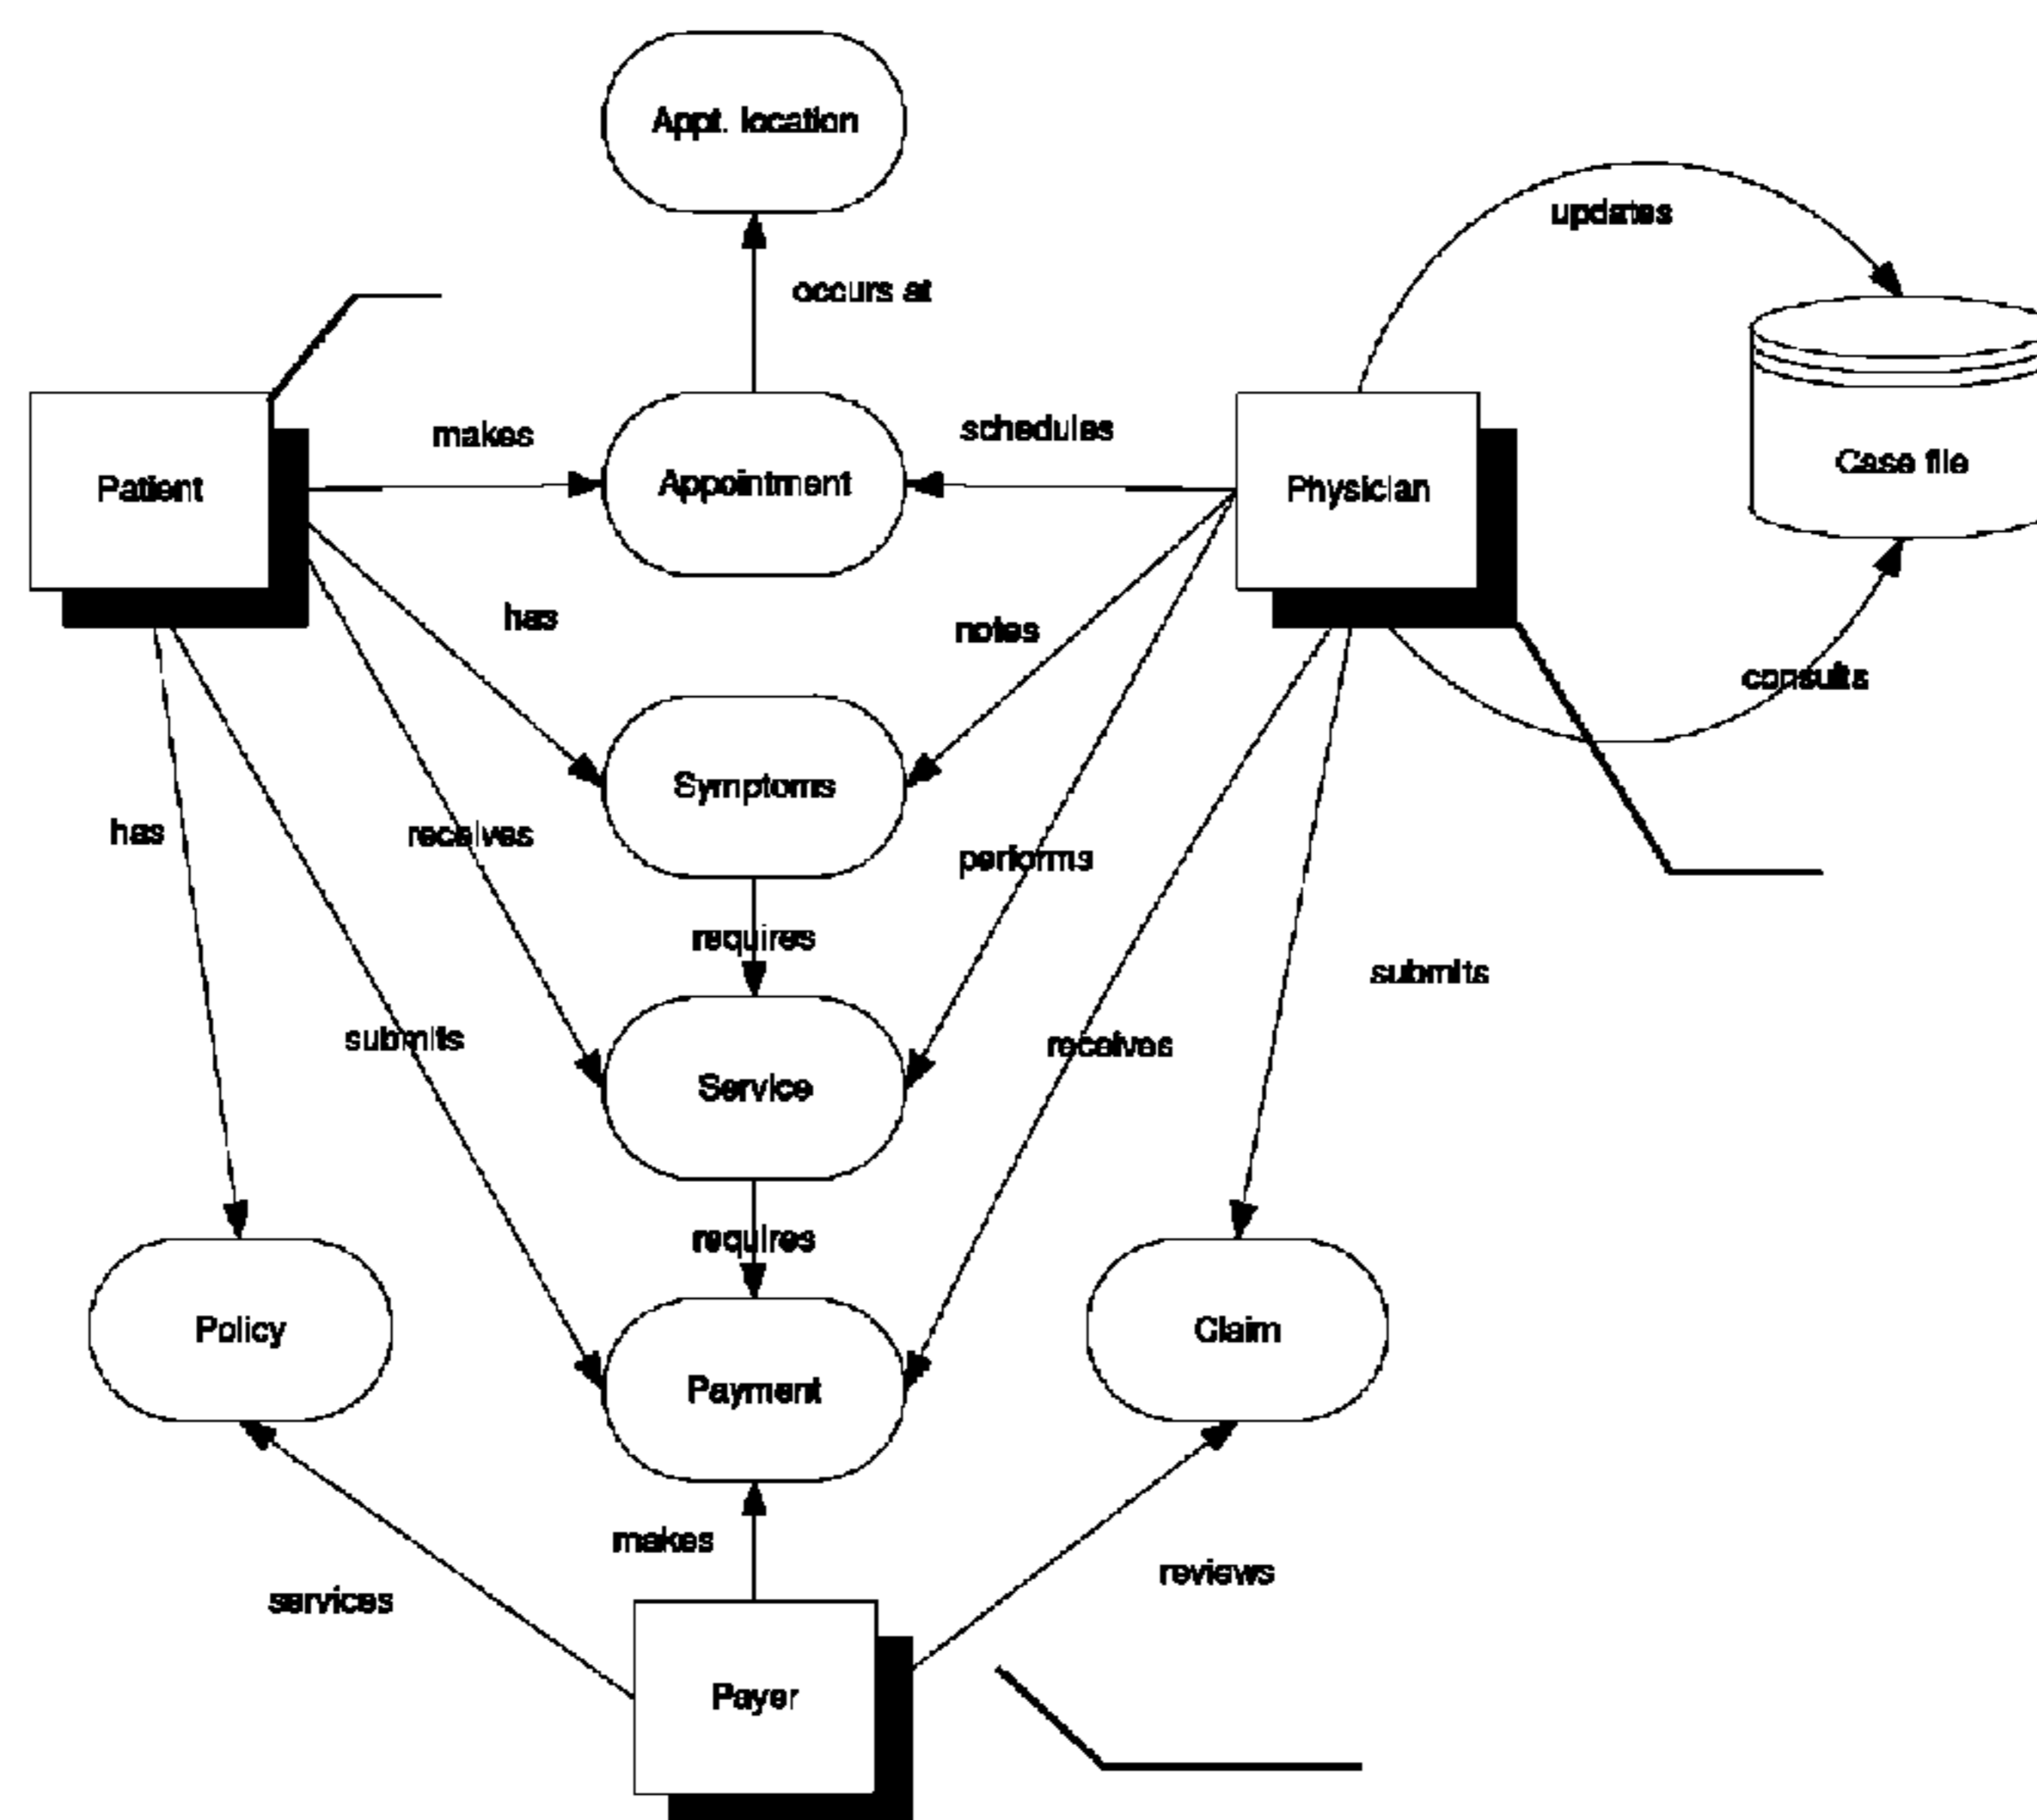 Appt. location
updates
occurs at
makes
schedules
Patient
Appointment
Physician
Case file
has
notes
consults
Symptoms
has
receives
performs
requires
submits
submits
receives
Service
requires
Policy
Claim
Payment
makes
reviews
services
Payer